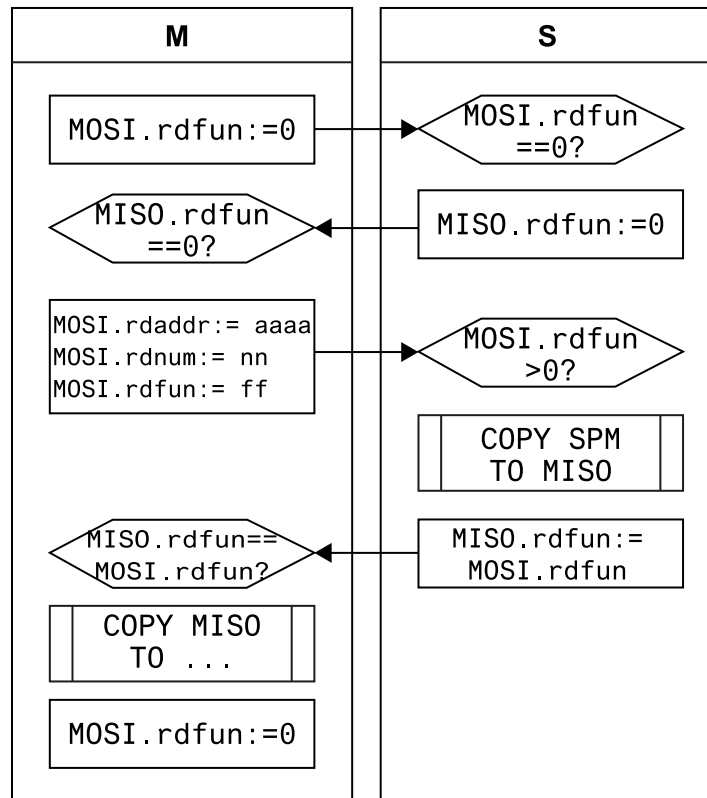 M
S
MOSI.rdfun:=0
MOSI.rdfun
==0?
MISO.rdfun
==0?
MISO.rdfun:=0
MOSI.rdaddr:= aaaa
MOSI.rdnum:= nn
MOSI.rdfun:= ff
MOSI.rdfun
>0?
COPY SPM
TO MISO
MISO.rdfun==
MOSI.rdfun?
MISO.rdfun:=
MOSI.rdfun
COPY MISO
TO ...
MOSI.rdfun:=0